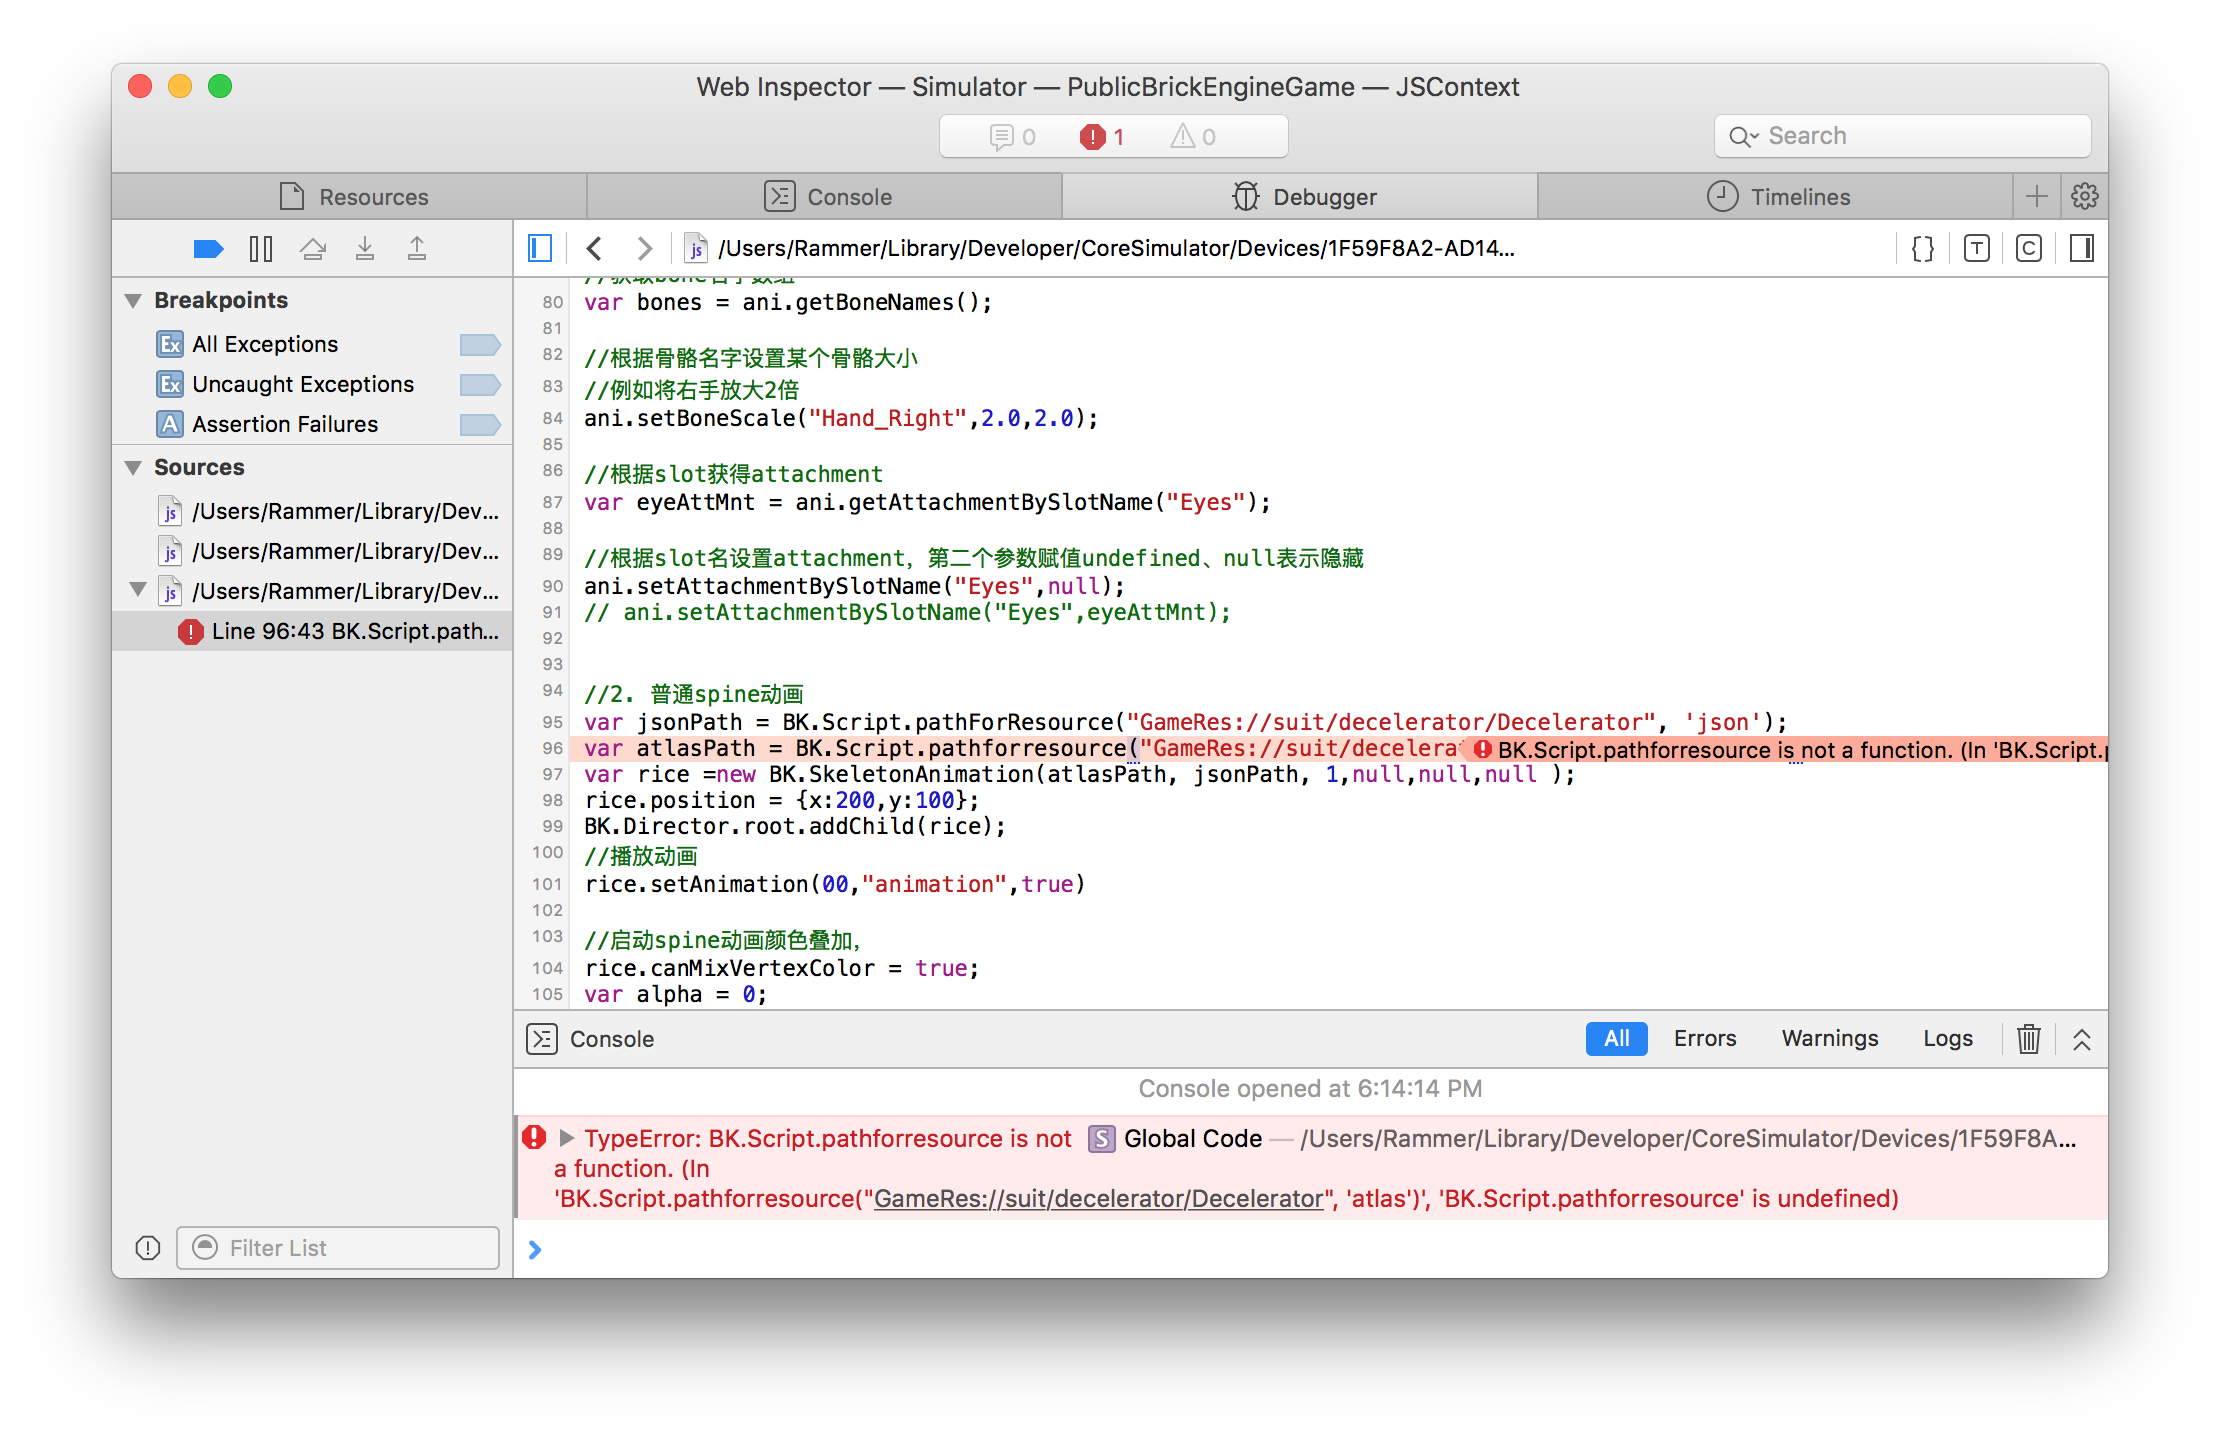 Web Inspector — Simulator — PublicBrickEngineGame — JSContext
0 1 0
Search
Resources Console Debugger Timelines
/Users/Rammer/Library/Developer/CoreSimulator/Devices/1F59F8A2-AD14...
Breakpoints
All Exceptions
Uncaught Exceptions
Assertion Failures
Sources
/Users/Rammer/Library/Dev...
/Users/Rammer/Library/Dev...
/Users/Rammer/Library/Dev...
Line 96:43 BK.Script.path...
Filter List
//获取bone名字数组
80 var bones = ani.getBoneNames();
81
82 //根据骨骼名字设置某个骨骼大小
83 //例如将右手放大2倍
84 ani.setBoneScale("Hand_Right",2.0,2.0);
85
86 //根据slot获得attachment
87 var eyeAttMnt = ani.getAttachmentBySlotName("Eyes");
88
89 //根据slot名设置attachment，第二个参数赋值undefined、null表示隐藏
90 ani.setAttachmentBySlotName("Eyes",null);
91 // ani.setAttachmentBySlotName("Eyes",eyeAttMnt);
92
93
94 //2. 普通spine动画
95 var jsonPath = BK.Script.pathForResource("GameRes://suit/decelerator/Decelerator", 'json');
96 var atlasPath = BK.Script.pathforresource("GameRes://suit/decelera BK.Script.pathforresource is not a function. (In 'BK.Script.p
97 var rice =new BK.SkeletonAnimation(atlasPath, jsonPath, 1,null,null,null );
98 rice.position = {x:200,y:100};
99 BK.Director.root.addChild(rice);
100 //播放动画
101 rice.setAnimation(00,"animation",true)
102
103 //启动spine动画颜色叠加，
104 rice.canMixVertexColor = true;
105 var alpha = 0;
Console All Errors Warnings Logs
Console opened at 6:14:14 PM
TypeError: BK.Script.pathforresource is not S Global Code — /Users/Rammer/Library/Developer/CoreSimulator/Devices/1F59F8A...
a function. (In
'BK.Script.pathforresource("GameRes://suit/decelerator/Decelerator", 'atlas')', 'BK.Script.pathforresource' is undefined)